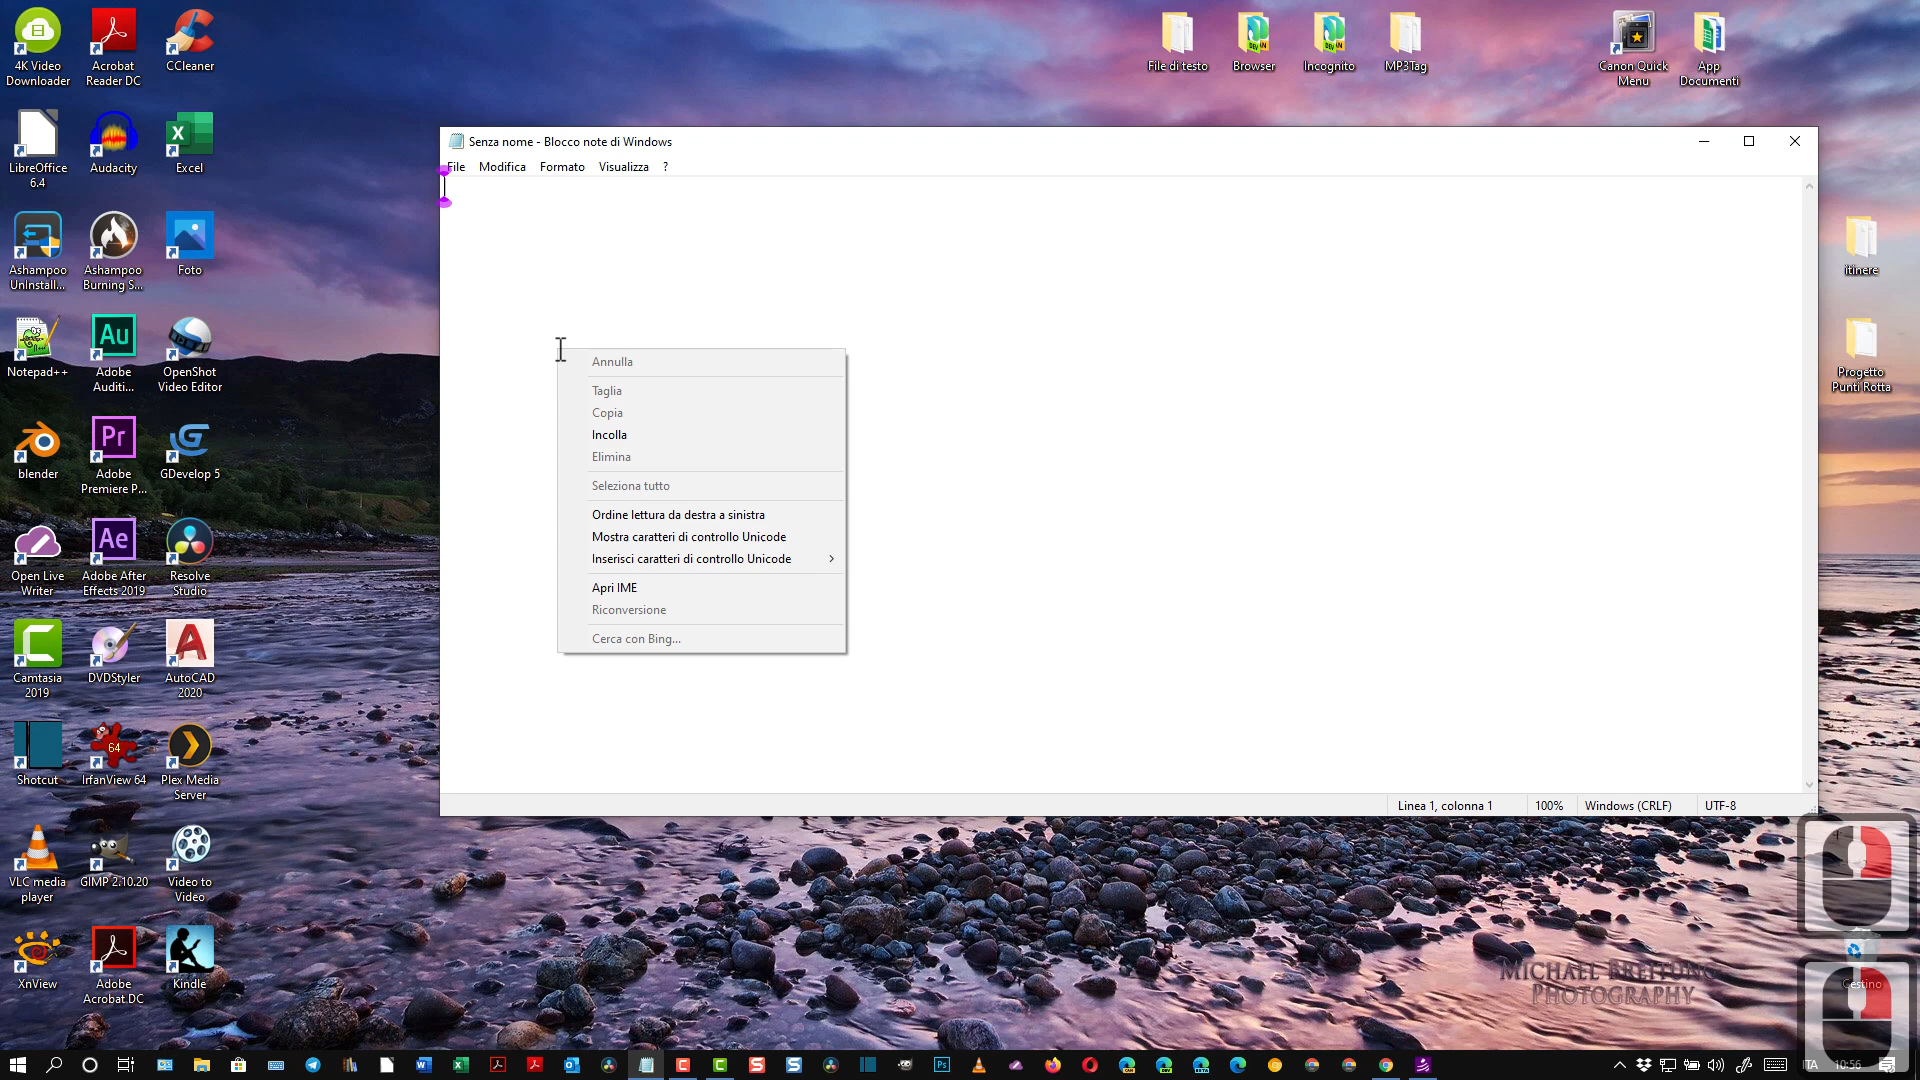 4K Video
Downloader
Acrobat
Reader DC
CCleaner
File di testo
Browser
Incognito
MP3Tag
Canon Quick
Menu
App
Documenti
LibreOffice
6.4
Audacity
Excel
Senza nome - Blocco note di Windows
File Modifica Formato Visualizza ?
Ashampoo
UnInstall...
Ashampoo
Burning S...
Foto
itinere
Notepad++
Adobe
Auditi...
OpenShot
Video Editor
Progetto
Punti Rotta
Annulla
Taglia
Copia
Incolla
Elimina
Seleziona tutto
Ordine lettura da destra a sinistra
Mostra caratteri di controllo Unicode
Inserisci caratteri di controllo Unicode
Apri IME
Riconversione
Cerca con Bing...
blender
Adobe
Premiere P...
GDevelop 5
Open Live
Writer
Adobe After
Effects 2019
Resolve
Studio
Camtasia
2019
DVDStyler
AutoCAD
2020
Shotcut
IrfanView 64
Plex Media
Server
Linea 1, colonna 1
100%
Windows (CRLF)
UTF-8
VLC media
player
GIMP 2.10.20
Video to
Video
XnView
Adobe
Acrobat DC
Kindle
MICHAEL BREITUNG
PHOTOGRAPHY
Cestino
ITA
10:56